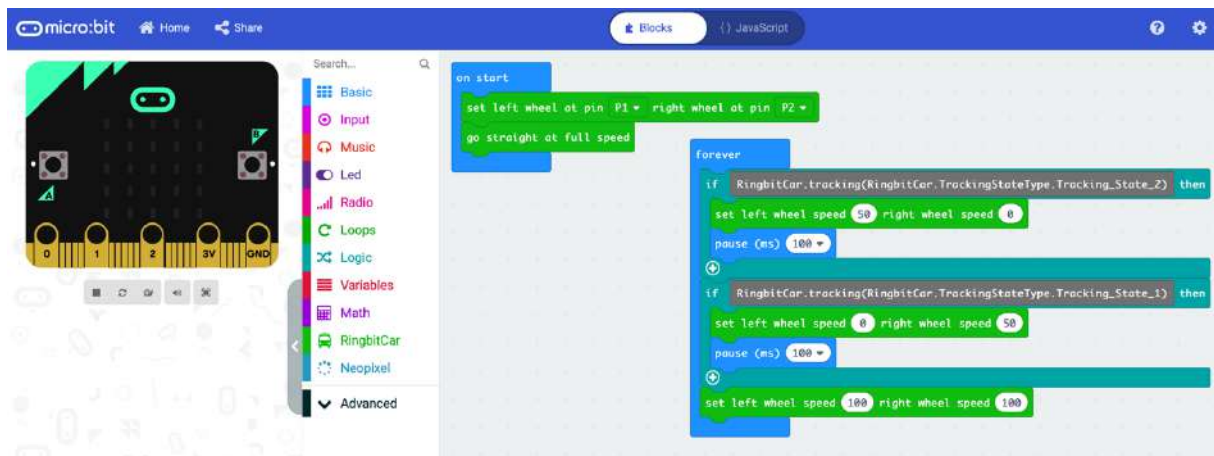 micro:bit Home Share Blocks {} JavaScript
Search...
Basic
Input
Music
Led
Radio
Loops
Logic
Variables
Math
RingbitCar
Neopixel
Advanced
A
B
0 1 2 3V GND
on start
set left wheel at pin P1 right wheel at pin P2
go straight at full speed
forever
if RingbitCar.tracking(RingbitCar.TrackingStateType.Tracking_State_2) then
set left wheel speed 50 right wheel speed 0
pause (ms) 100
if RingbitCar.tracking(RingbitCar.TrackingStateType.Tracking_State_1) then
set left wheel speed 0 right wheel speed 50
pause (ms) 100
set left wheel speed 100 right wheel speed 100